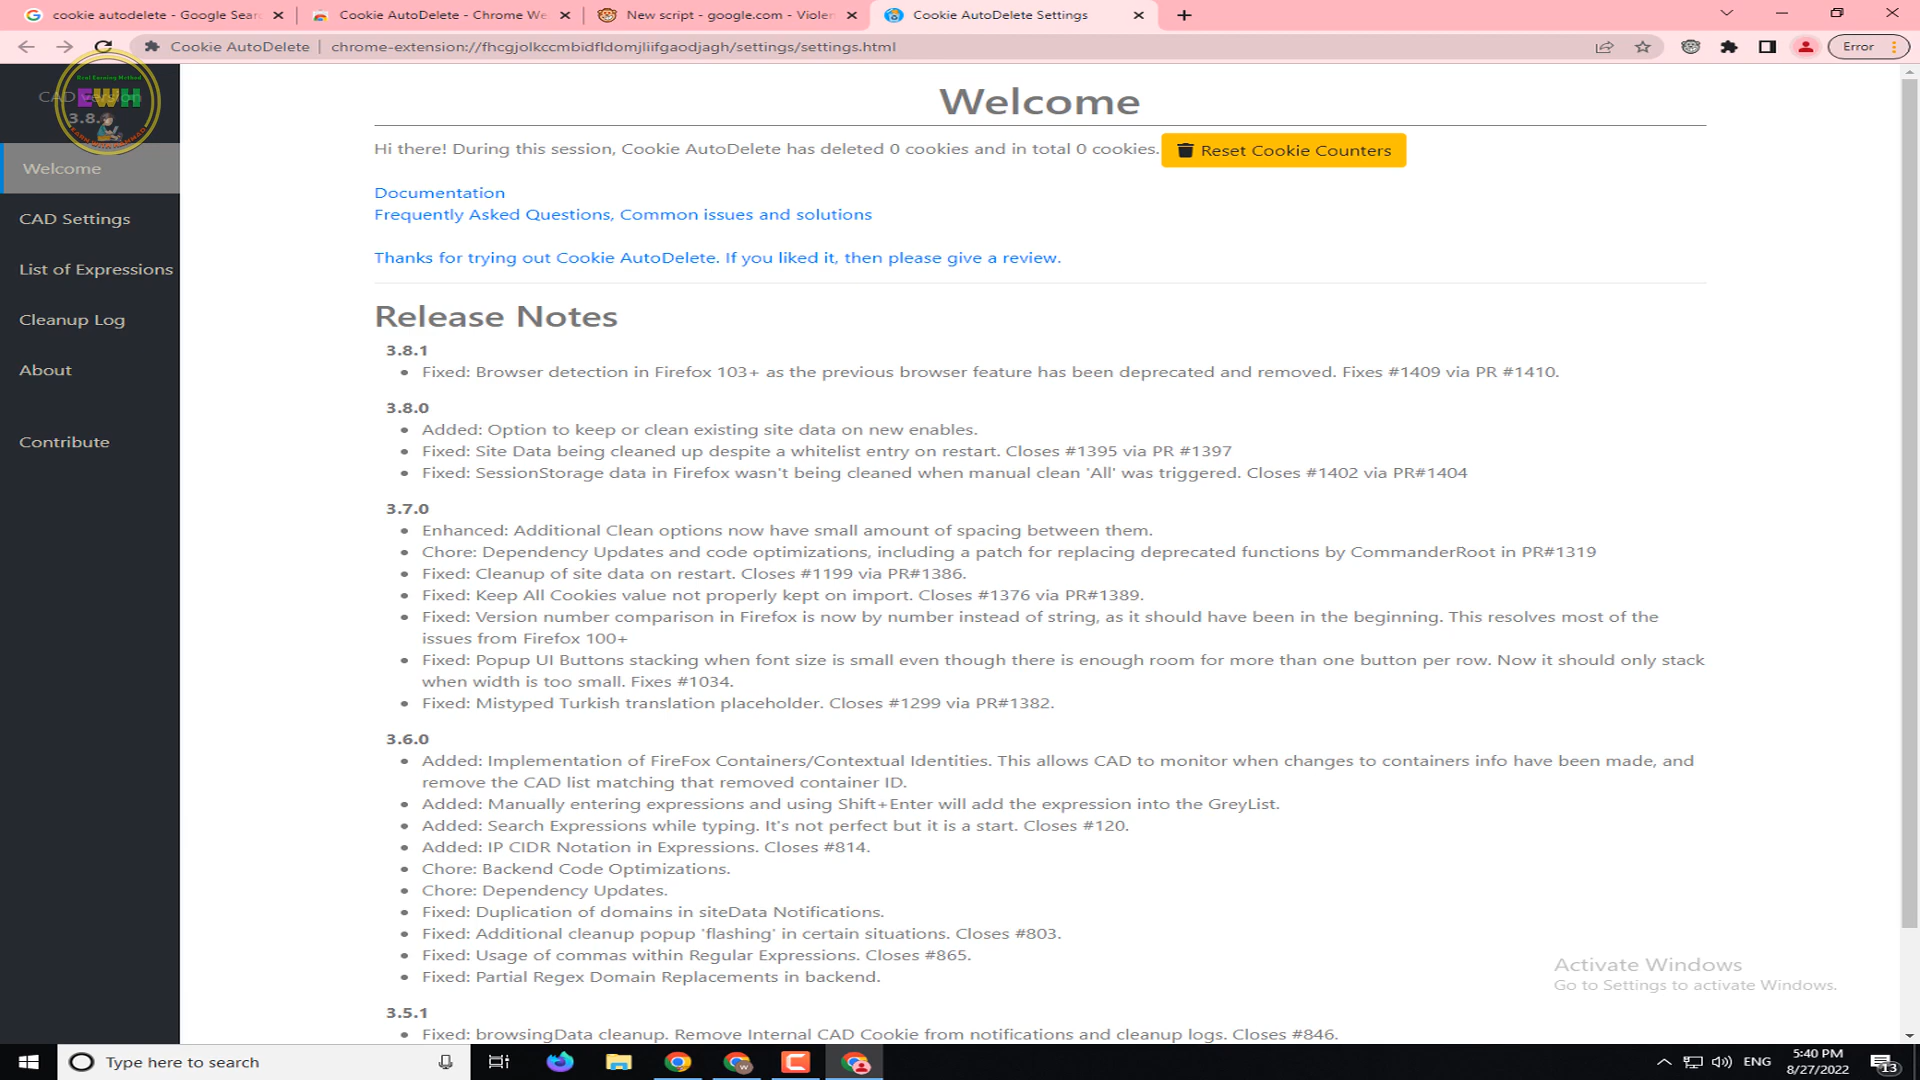 cookie autodelete - Google Sear
Cookie AutoDelete - Chrome We
New script - google.com - Violen
Cookie AutoDelete Settings
Cookie AutoDelete | chrome-extension://fhcgjolkccmbidfldomjliifgaodjagh/settings/settings.html
Error
Real Earning Method
CAD version
3.8.
EWH
Welcome
CAD Settings
List of Expressions
Cleanup Log
About
Contribute
Welcome
Hi there! During this session, Cookie AutoDelete has deleted 0 cookies and in total 0 cookies. Reset Cookie Counters
Documentation
Frequently Asked Questions, Common issues and solutions
Thanks for trying out Cookie AutoDelete. If you liked it, then please give a review.
Release Notes
3.8.1
• Fixed: Browser detection in Firefox 103+ as the previous browser feature has been deprecated and removed. Fixes #1409 via PR #1410.
3.8.0
• Added: Option to keep or clean existing site data on new enables.
• Fixed: Site Data being cleaned up despite a whitelist entry on restart. Closes #1395 via PR #1397
• Fixed: SessionStorage data in Firefox wasn't being cleaned when manual clean 'All' was triggered. Closes #1402 via PR#1404
3.7.0
• Enhanced: Additional Clean options now have small amount of spacing between them.
• Chore: Dependency Updates and code optimizations, including a patch for replacing deprecated functions by CommanderRoot in PR#1319
• Fixed: Cleanup of site data on restart. Closes #1199 via PR#1386.
• Fixed: Keep All Cookies value not properly kept on import. Closes #1376 via PR#1389.
• Fixed: Version number comparison in Firefox is now by number instead of string, as it should have been in the beginning. This resolves most of the
issues from Firefox 100+
• Fixed: Popup UI Buttons stacking when font size is small even though there is enough room for more than one button per row. Now it should only stack
when width is too small. Fixes #1034.
• Fixed: Mistyped Turkish translation placeholder. Closes #1299 via PR#1382.
3.6.0
• Added: Implementation of FireFox Containers/Contextual Identities. This allows CAD to monitor when changes to containers info have been made, and
remove the CAD list matching that removed container ID.
• Added: Manually entering expressions and using Shift+Enter will add the expression into the GreyList.
• Added: Search Expressions while typing. It's not perfect but it is a start. Closes #120.
• Added: IP CIDR Notation in Expressions. Closes #814.
• Chore: Backend Code Optimizations.
• Chore: Dependency Updates.
• Fixed: Duplication of domains in siteData Notifications.
• Fixed: Additional cleanup popup 'flashing' in certain situations. Closes #803.
• Fixed: Usage of commas within Regular Expressions. Closes #865.
• Fixed: Partial Regex Domain Replacements in backend.
3.5.1
• Fixed: browsingData cleanup. Remove Internal CAD Cookie from notifications and cleanup logs. Closes #846.
Activate Windows
Go to Settings to activate Windows.
Type here to search
ENG
5:40 PM
8/27/2022
13